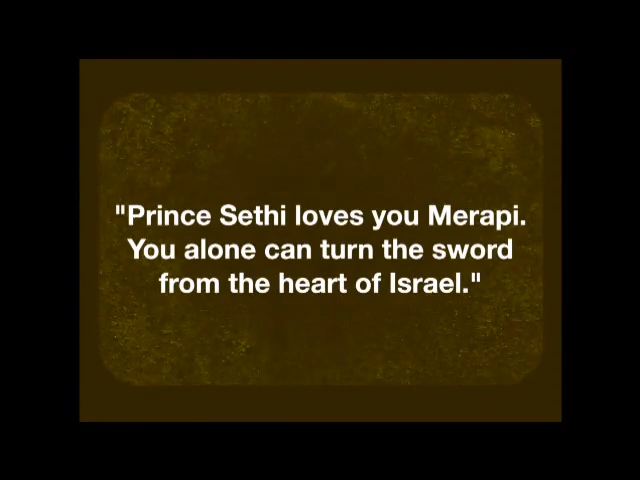 "Prince Sethi loves you Merapi.
You alone can turn the sword
from the heart of Israel."